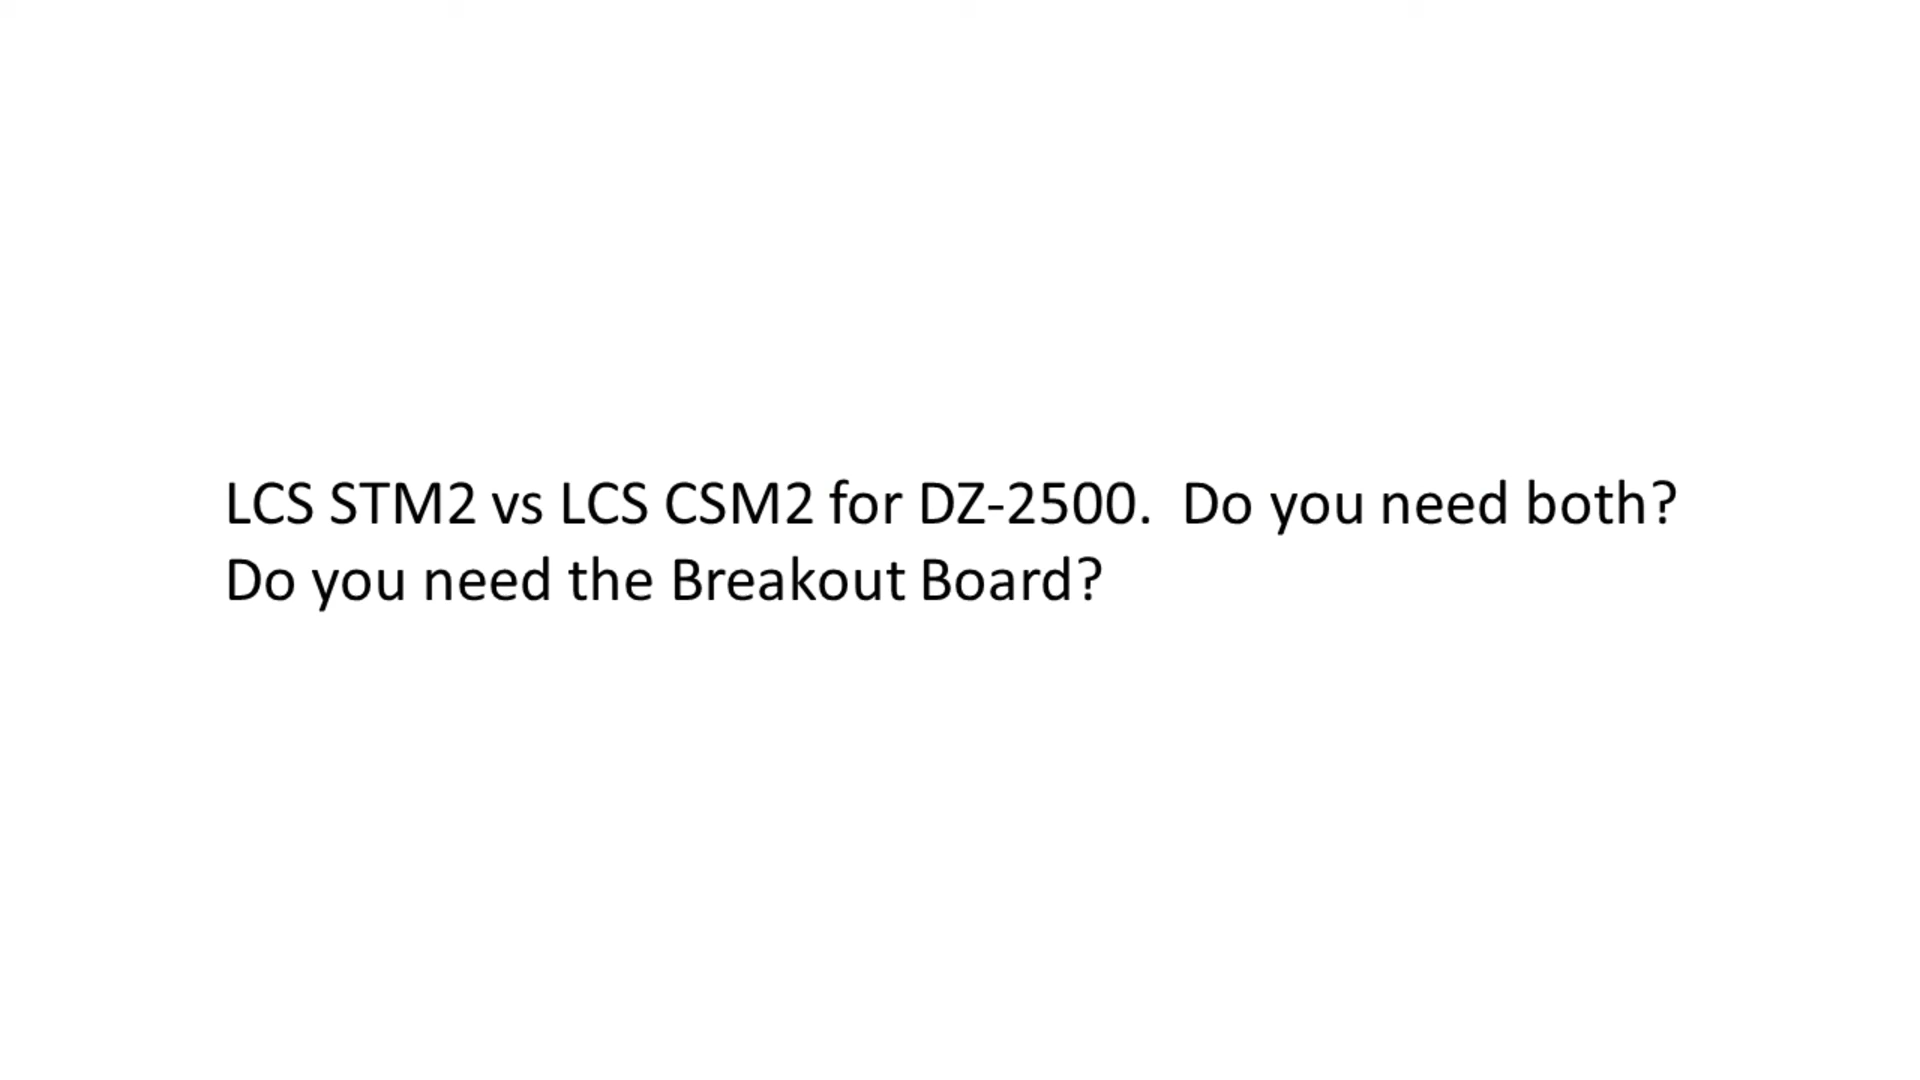 LCS STM2 vs LCS CSM2 for DZ-2500.  Do you need both?
Do you need the Breakout Board?